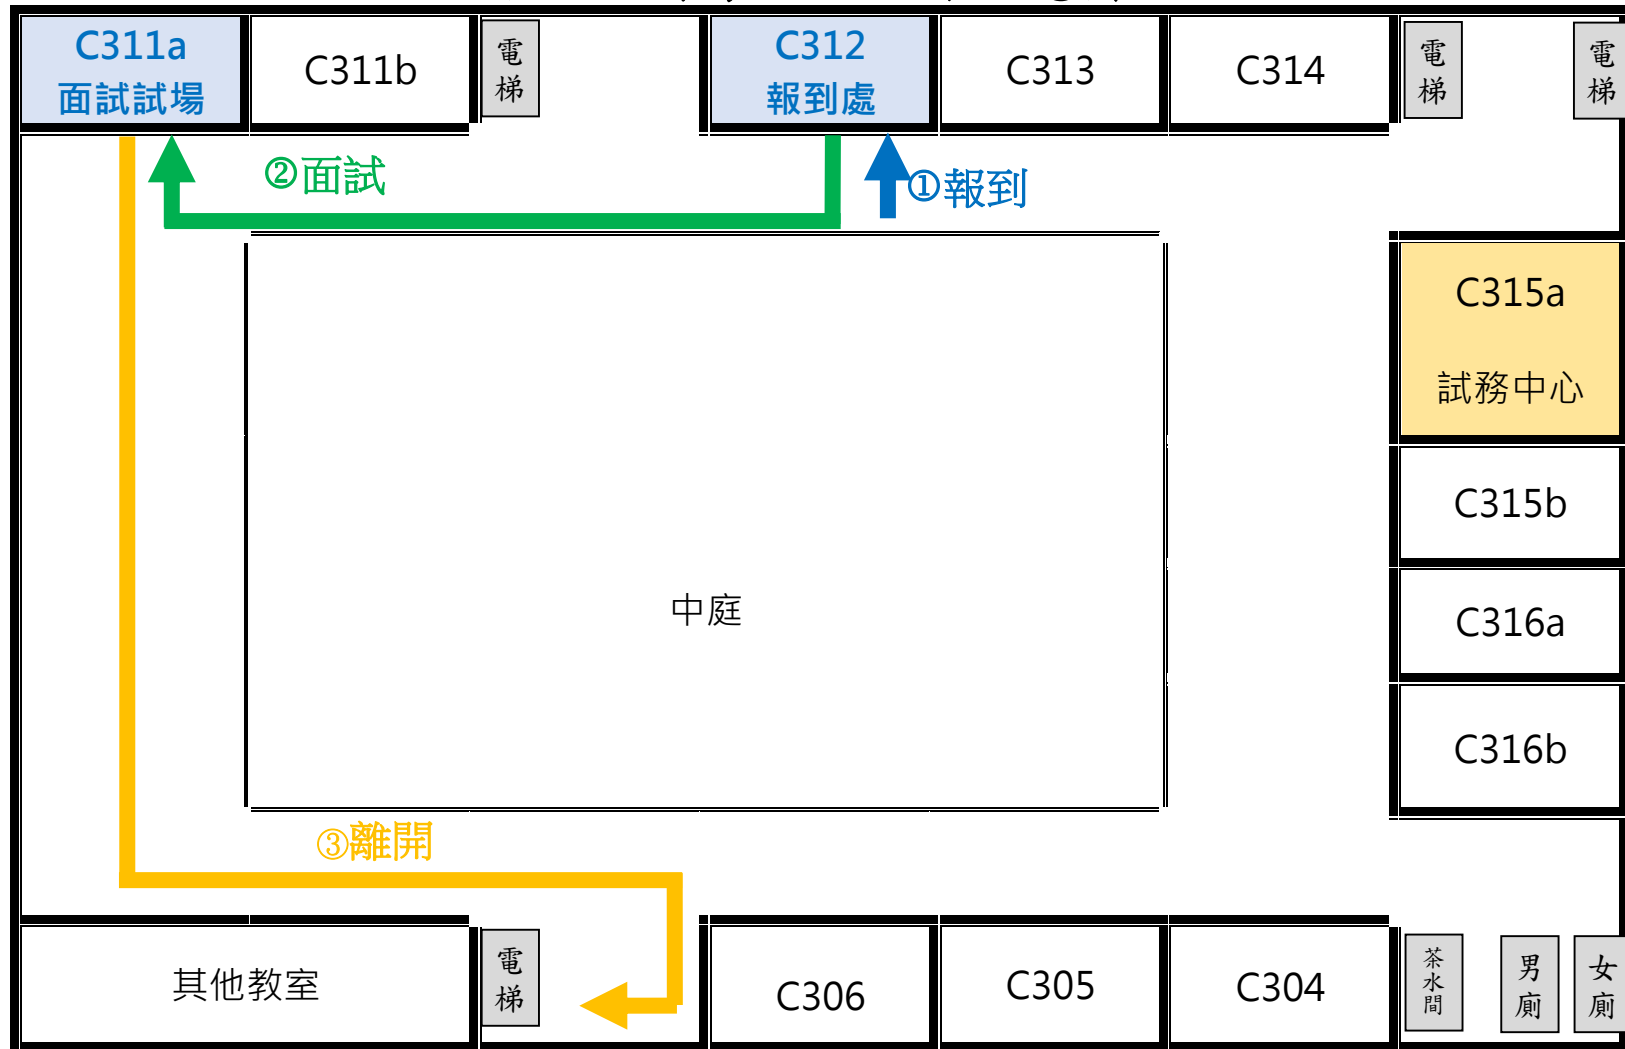 C311a
面試試場
C311b
電梯
C312
報到處
C313
C314
電梯
電梯
②面試
①報到
C315a
試務中心
C315b
中庭
C316a
C316b
③離開
其他教室
電梯
C306
C305
C304
茶水間
男廁
女廁